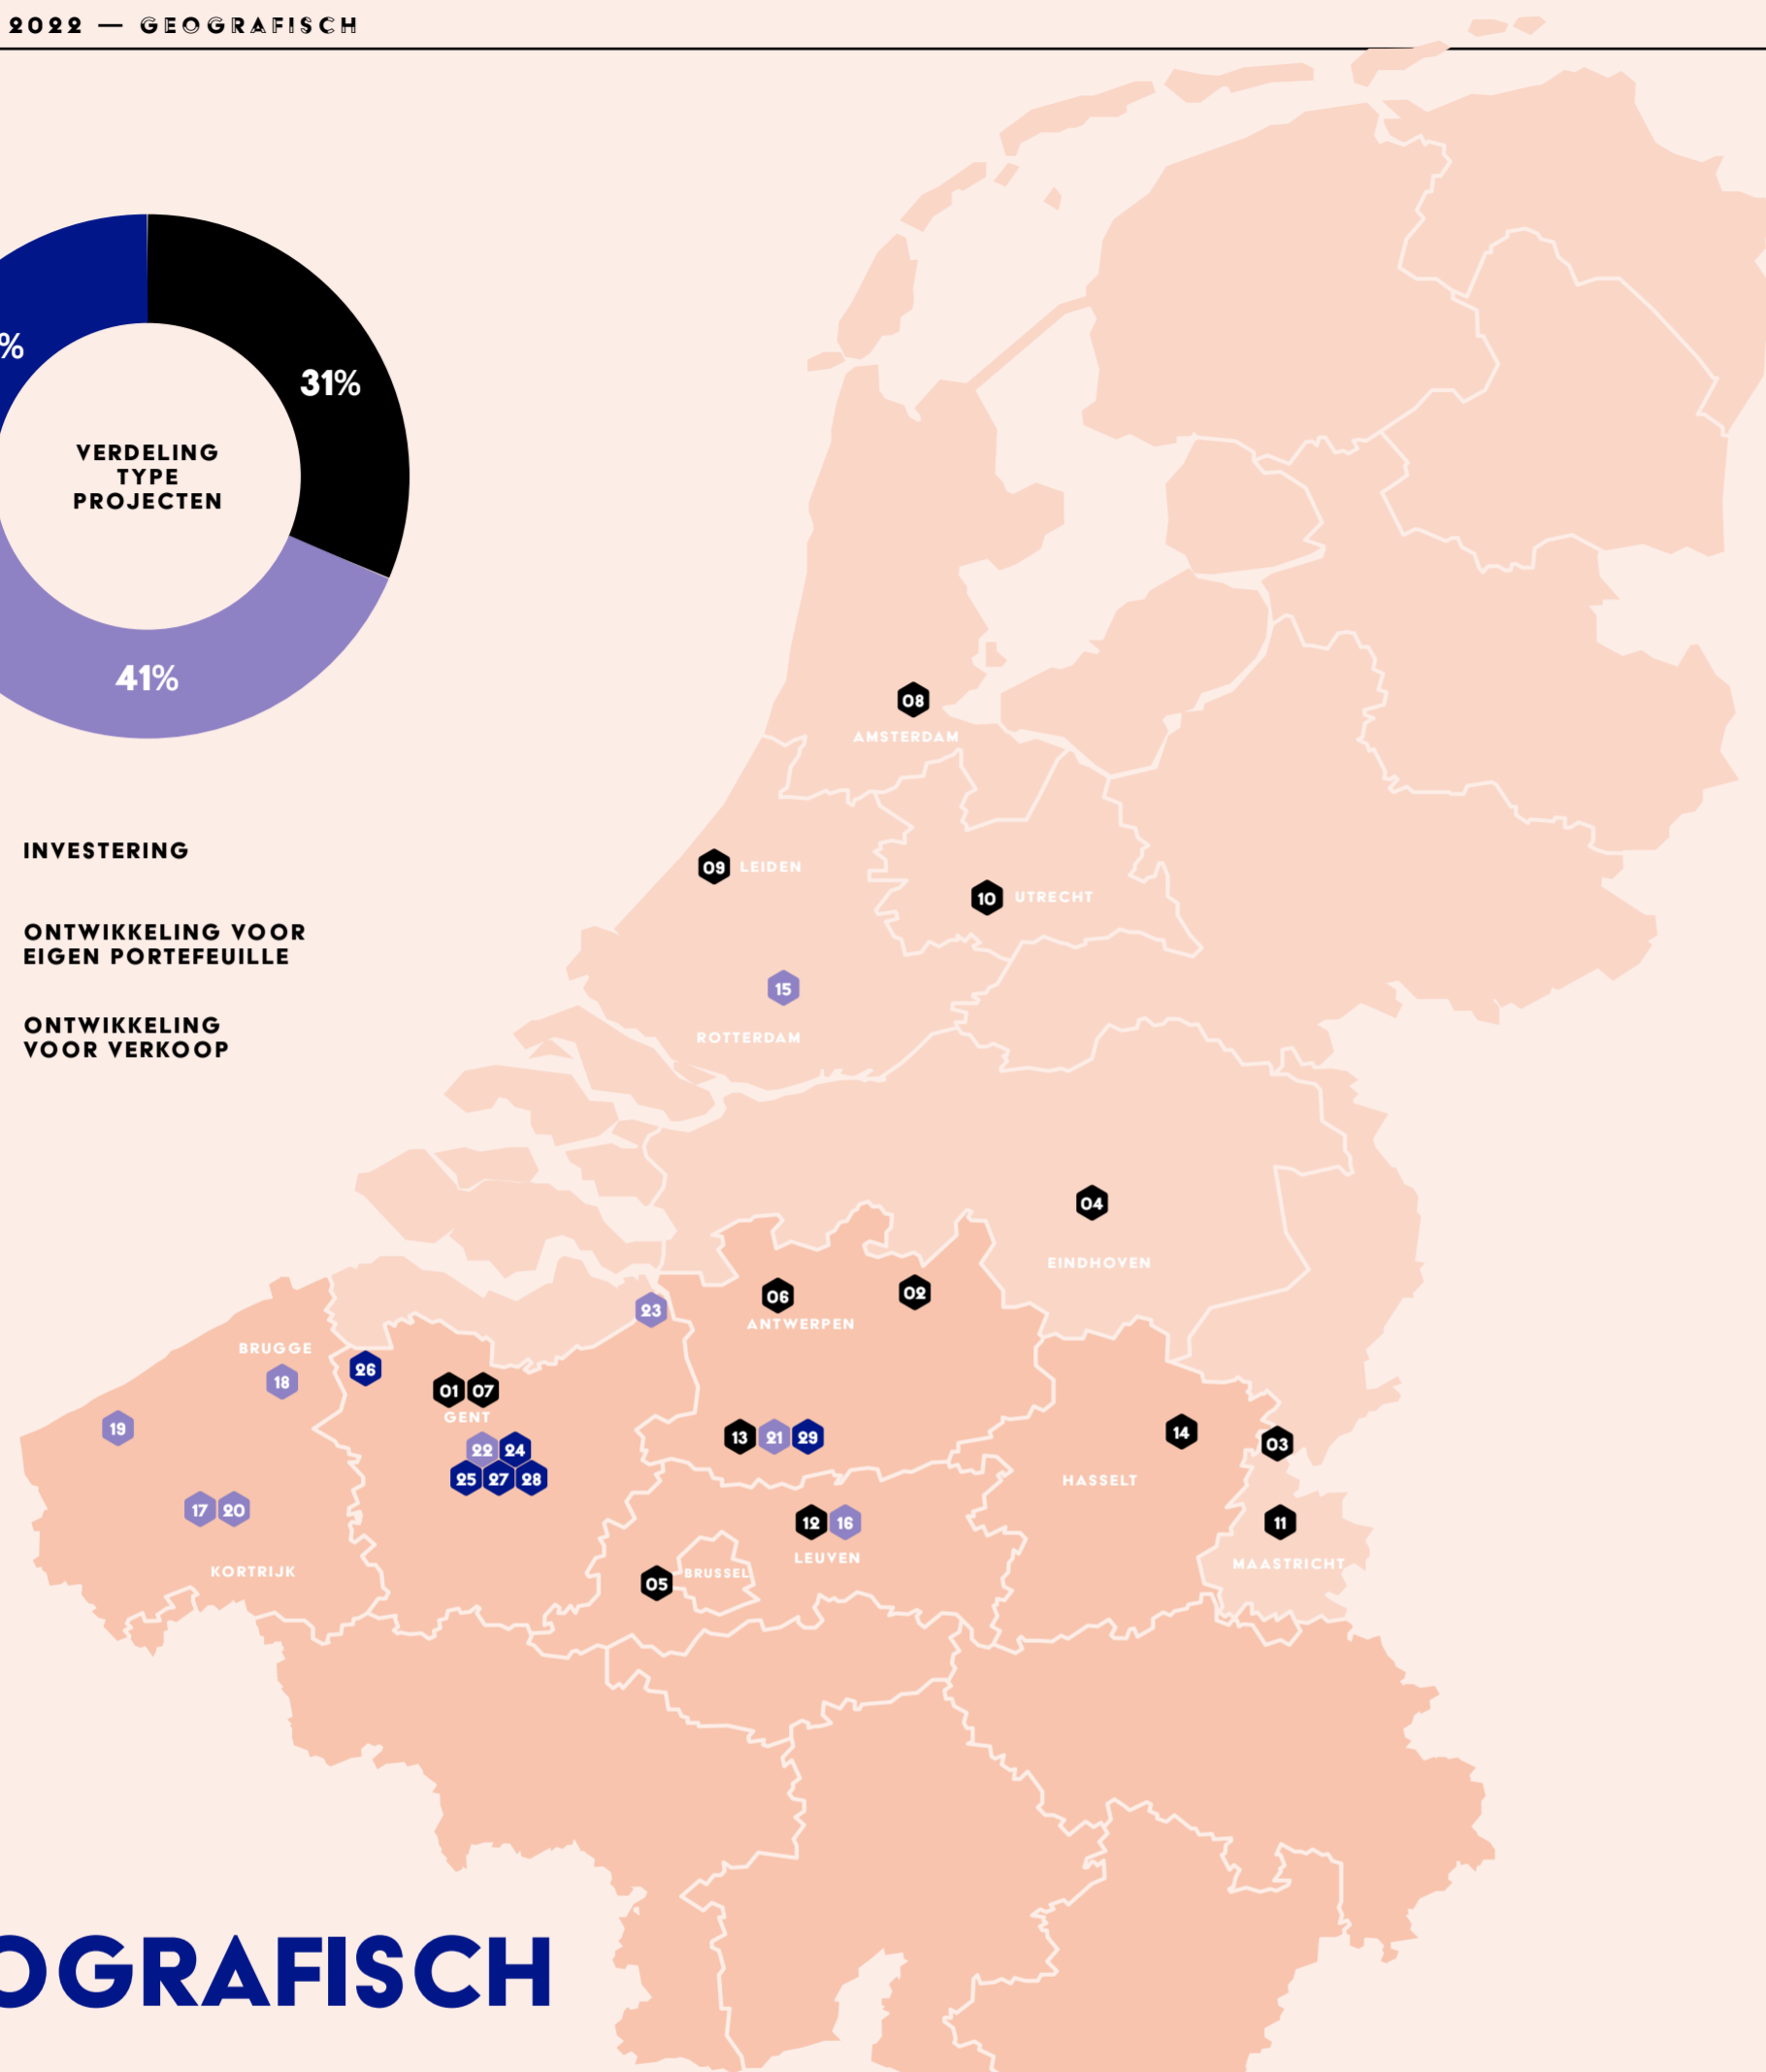 2022 — GEOGRAFISCH
%
31%
VERDELING
TYPE
PROJECTEN
41%
INVESTERING
ONTWIKKELING VOOR
EIGEN PORTEFEUILLE
ONTWIKKELING
VOOR VERKOOP
08
AMSTERDAM
09 LEIDEN
10 UTRECHT
15
ROTTERDAM
04
EINDHOVEN
02
06
ANTWERPEN
23
BRUGGE
18
26
01 07
GENT
19
22 24
25 27 28
13 21 29
14
03
HASSELT
17 20
KORTRIJK
12 16
LEUVEN
11
MAASTRICHT
05 BRUSSEL
OGRAFISCH